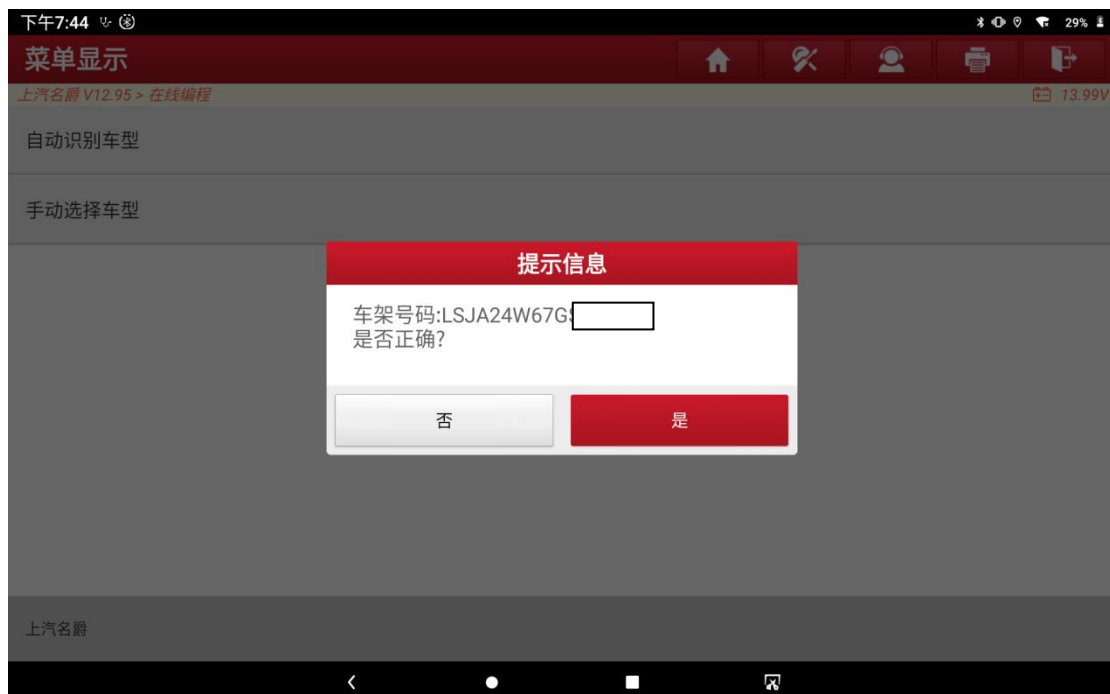 下午7:44
29%
菜单显示
上汽名爵 V12.95 > 在线编程
13.99V
自动识别车型
手动选择车型
提示信息
车架号码:LSJA24W67G
是否正确?
否
是
上汽名爵